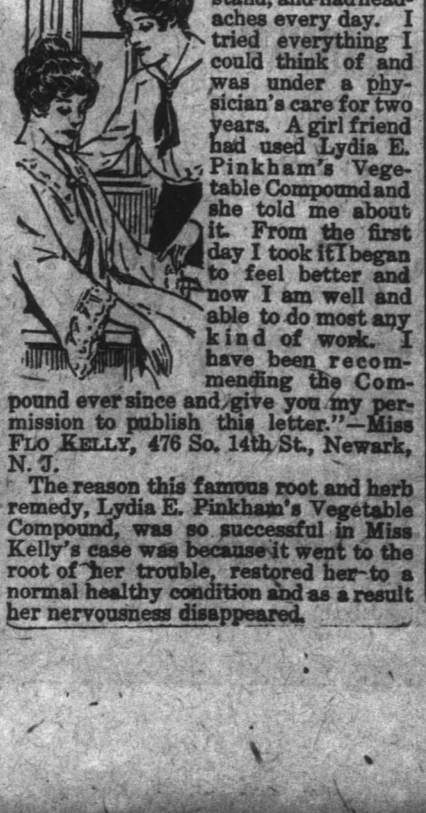 stand, and had head-
aches every day. I
tried everything I
could think of and
was under a phy-
sician's care for two
years. A girl friend
had used Lydia E.
Pinkham's Vege-
table Compound and
she told me about
it. From the first
day I took it I began
to feel better and
now I am well and
able to do most any
kind of work. I
have been recom-
mending the Com-
pound ever since and give you my per-
mission to publish this letter."—Miss
FLO KELLY, 476 So. 14th St., Newark,
N. J.
The reason this famous root and herb
remedy, Lydia E. Pinkham's Vegetable
Compound, was so successful in Miss
Kelly's case was because it went to the
root of her trouble, restored her to a
normal healthy condition and as a result
her nervousness disappeared.